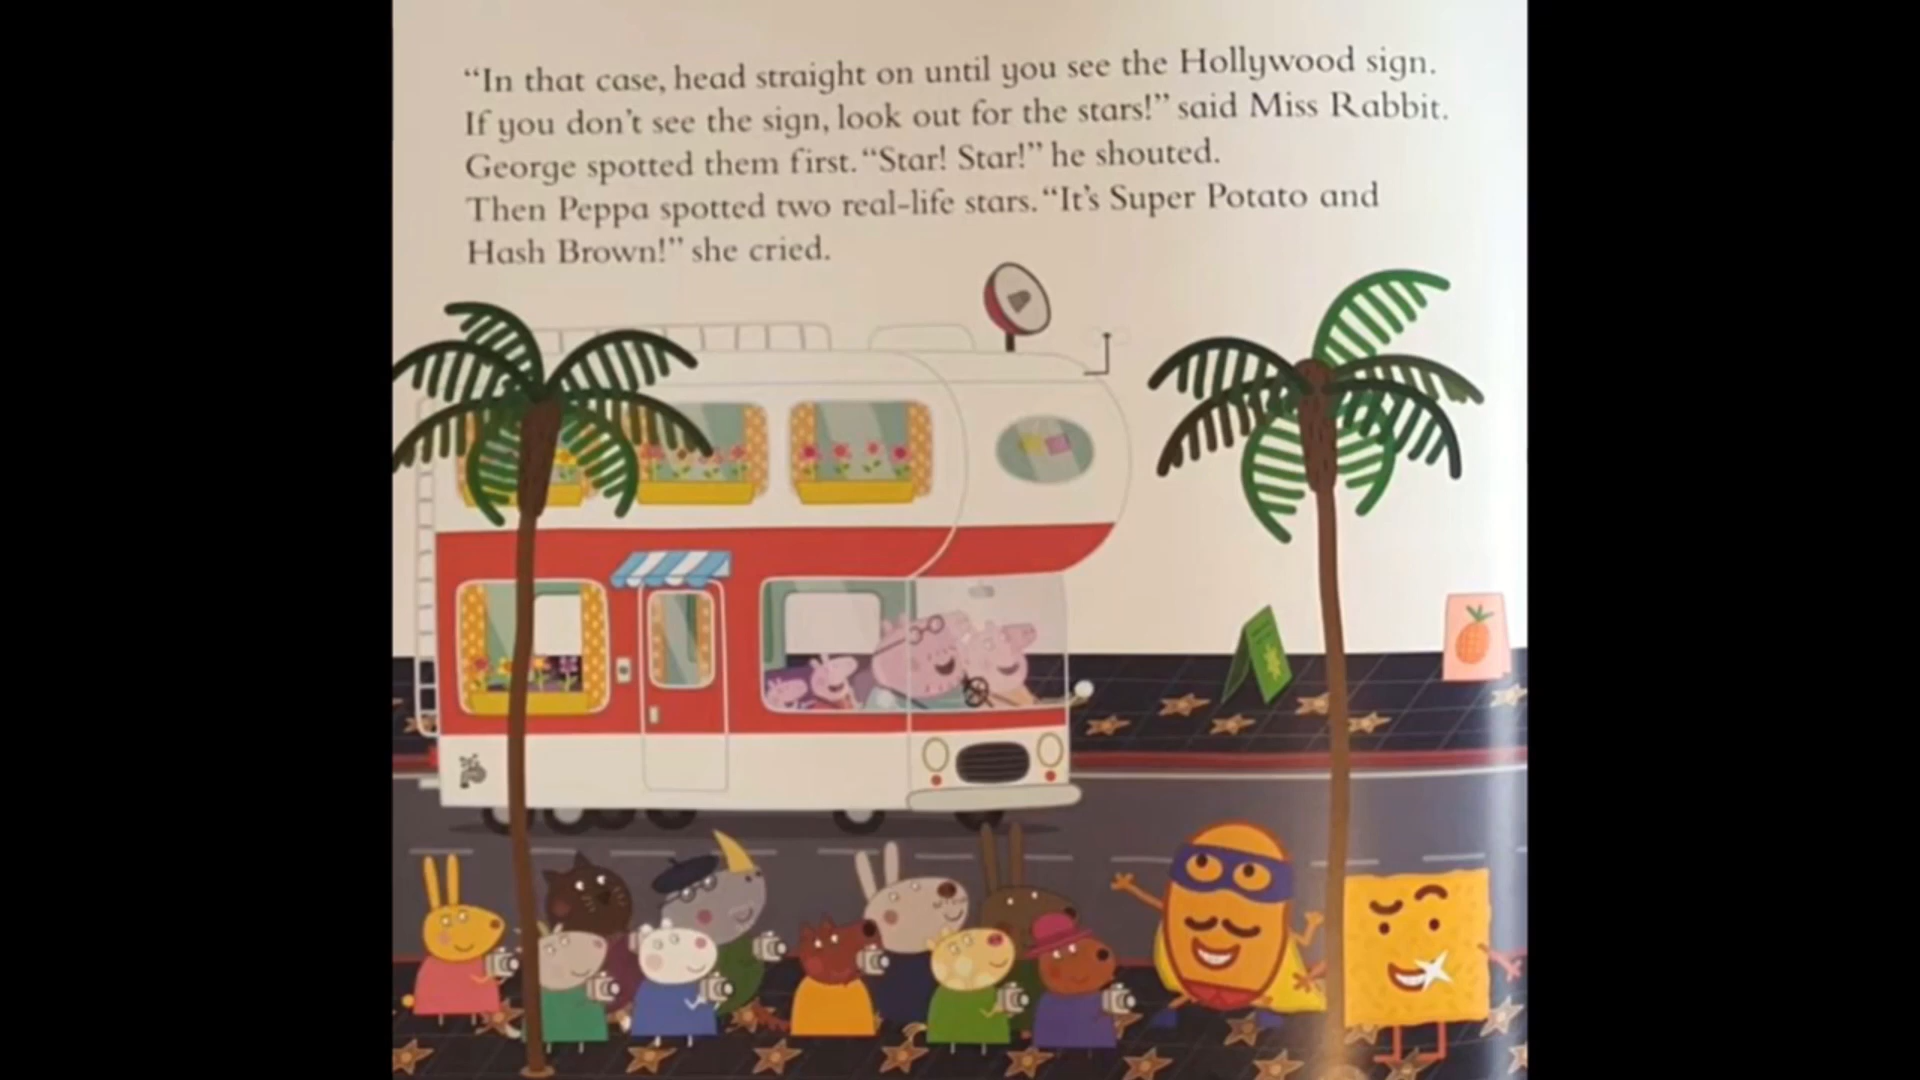 “In that case, head straight on until you see the Hollywood sign.
If you don’t see the sign, look out for the stars!” said Miss Rabbit.
George spotted them first. “Star! Star!” he shouted.
Then Peppa spotted two real-life stars. “It’s Super Potato and
Hash Brown!” she cried.